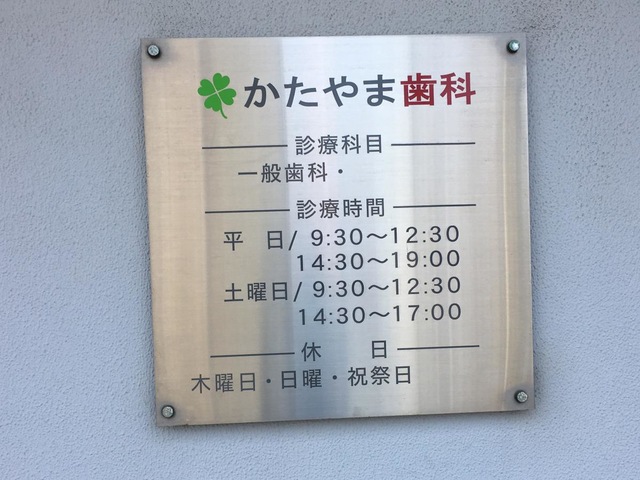 かたやま歯科
診療科目
一般歯科・
診療時間
平 日/ 9:30〜12:30
14:30〜19:00
土曜日/ 9:30〜12:30
14:30〜17:00
休 日
木曜日・日曜・祝祭日